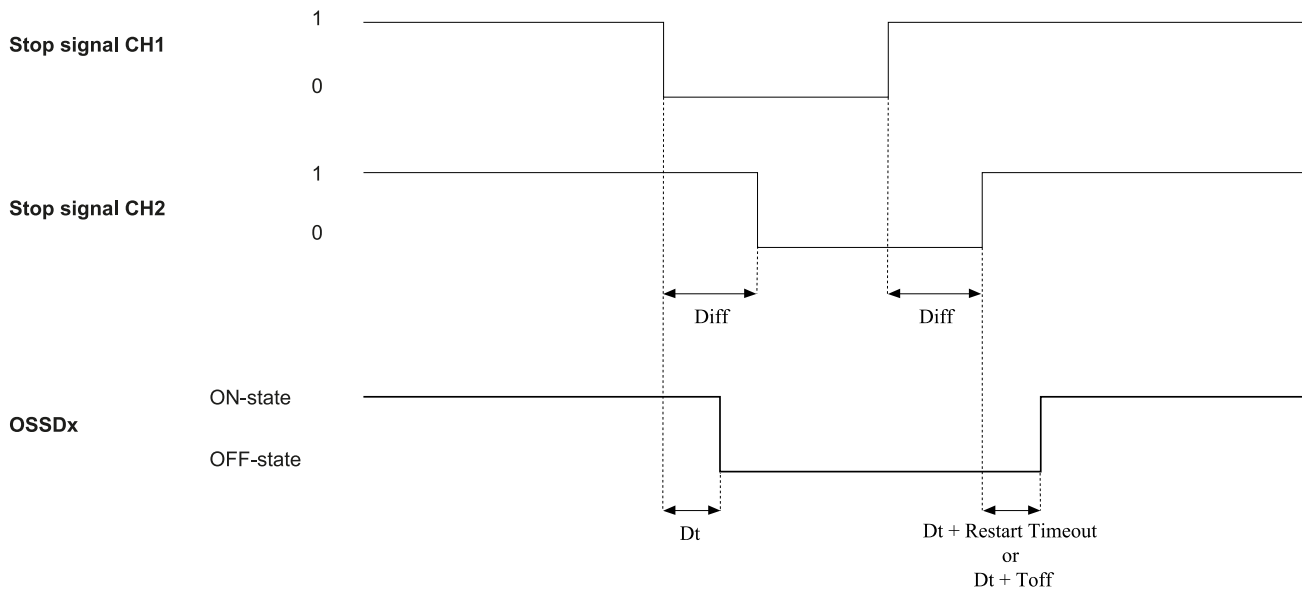 1
Stop signal CH1
0
1
Stop signal CH2
0
Diff
Diff
ON-state
OSSDx
OFF-state
Dt
Dt + Restart Timeout
or
Dt + Toff